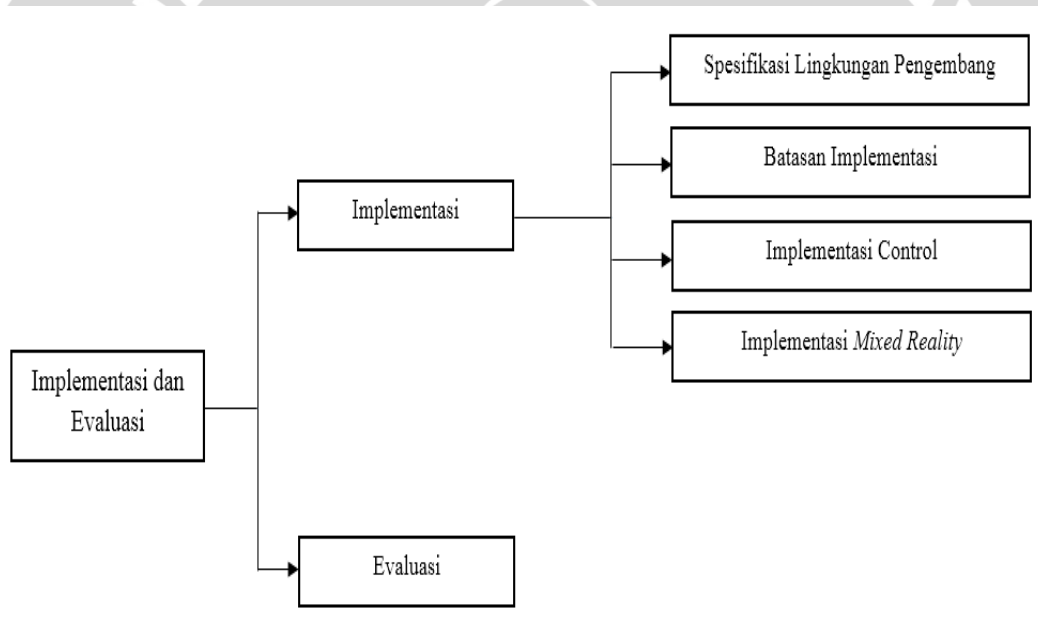 Spesifikasi Lingkungan Pengembang
Batasan Implementasi
Implementasi
Implementasi Control
Implementasi Mixed Reality
Implementasi dan
Evaluasi
Evaluasi